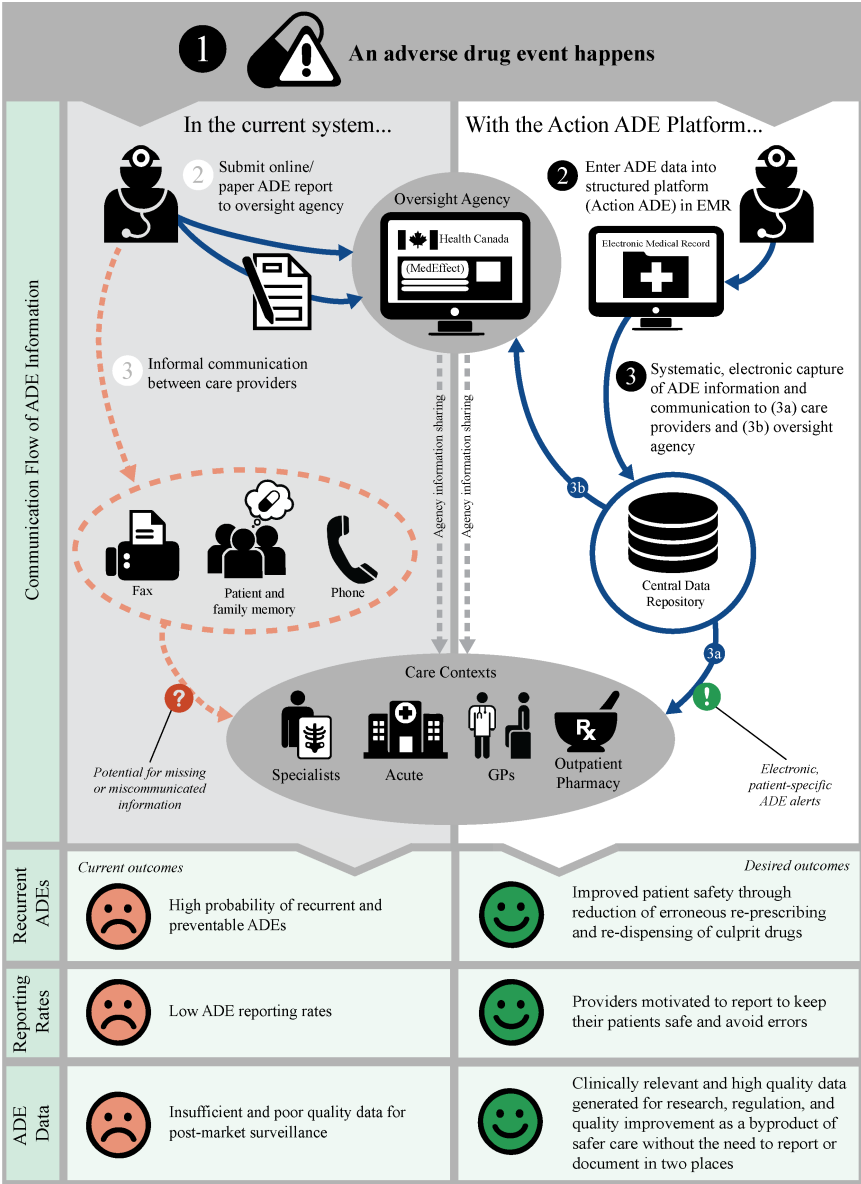 1
An adverse drug event happens
Communication Flow of ADE Information
In the current system...
2
Submit online/
paper ADE report
to oversight agency
3
Informal communication
between care providers
Fax
Patient and
family memory
Phone
?
Potential for missing
or miscommunicated
information
Oversight Agency
Health Canada
(MedEffect)
Agency information sharing
Agency information sharing
With the Action ADE Platform...
2
Enter ADE data into
structured platform
(Action ADE) in EMR
Electronic Medical Record
3
Systematic, electronic capture
of ADE information and
communication to (3a) care
providers and (3b) oversight
agency
3b
Central Data
Repository
3a
!
Electronic,
patient-specific
ADE alerts
Care Contexts
Specialists
Acute
GPs
Rx
Outpatient
Pharmacy
Recurrent
ADEs
Current outcomes
High probability of recurrent and
preventable ADEs
Desired outcomes
Improved patient safety through
reduction of erroneous re-prescribing
and re-dispensing of culprit drugs
Reporting
Rates
Low ADE reporting rates
Providers motivated to report to keep
their patients safe and avoid errors
ADE
Data
Insufficient and poor quality data for
post-market surveillance
Clinically relevant and high quality data
generated for research, regulation, and
quality improvement as a byproduct of
safer care without the need to report or
document in two places